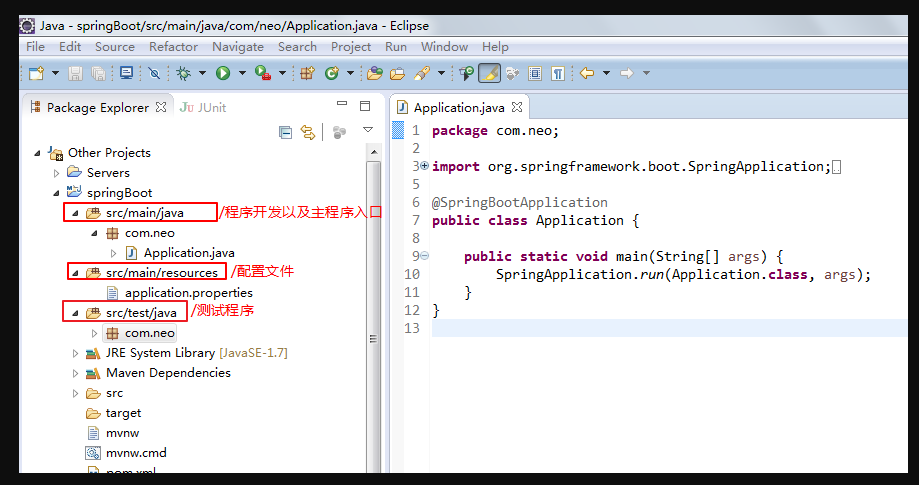 Java - springBoot/src/main/java/com/neo/Application.java - Eclipse
File Edit Source Refactor Navigate Search Project Run Window Help
Package Explorer
JUnit
Other Projects
Servers
springBoot
src/main/java /程序开发以及主程序入口
com.neo
Application.java
src/main/resources /配置文件
application.properties
src/test/java /测试程序
com.neo
JRE System Library [JavaSE-1.7]
Maven Dependencies
src
target
mvnw
mvnw.cmd
pom.xml
Application.java
1 package com.neo;
2
3 import org.springframework.boot.SpringApplication;
5
6 @SpringBootApplication
7 public class Application {
8
9 public static void main(String[] args) {
10 SpringApplication.run(Application.class, args);
11 }
12 }
13